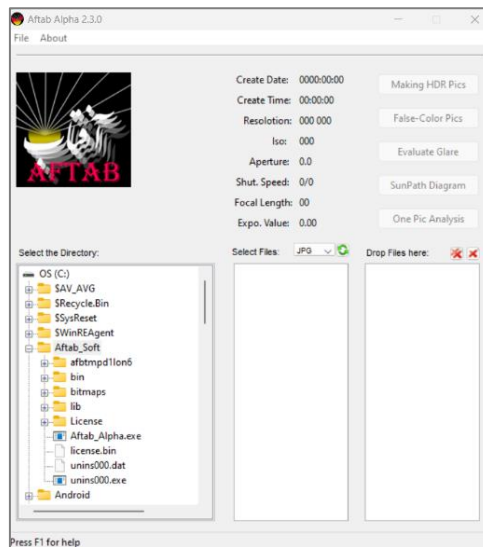 Aftab Alpha 2.3.0
File About
آفتاب
AFTAB
Create Date: 0000:00:00
Create Time: 00:00:00
Resolotion: 000 000
Iso: 000
Aperture: 0.0
Shut. Speed: 0/0
Focal Length: 00
Expo. Value: 0.00
Making HDR Pics
False-Color Pics
Evaluate Glare
SunPath Diagram
One Pic Analysis
Select the Directory:
OS (C:)
$AV_AVG
$Recycle.Bin
$SysReset
$WinREAgent
Aftab_Soft
afbtmpd1lon6
bin
bitmaps
lib
License
Aftab_Alpha.exe
license.bin
unins000.dat
unins000.exe
Android
Select Files: JPG
Drop Files here:
Press F1 for help